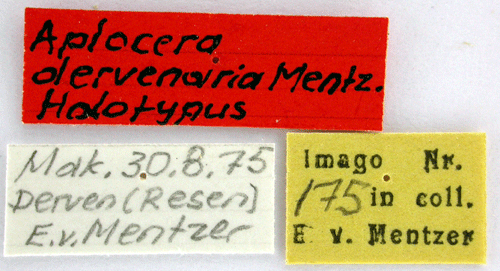 Aplocera
dervenaria Mentz.
Holotypus
Mak. 30.8.75
Derven (Resen)
E.v. Mentzer
Imago Nr.
175 in coll.
E v. Mentzer